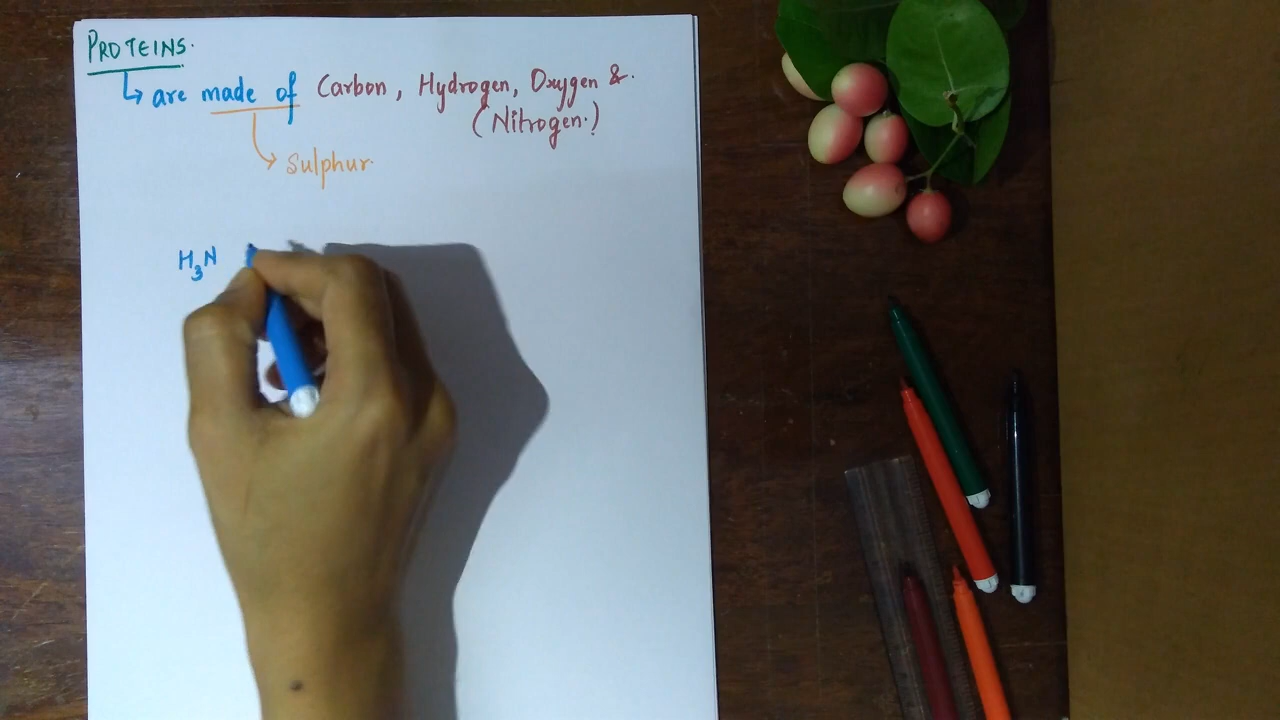 PROTEINS.
↳ are made of Carbon, Hydrogen, Oxygen &.
(Nitrogen.)
Sulphur.
H₃N